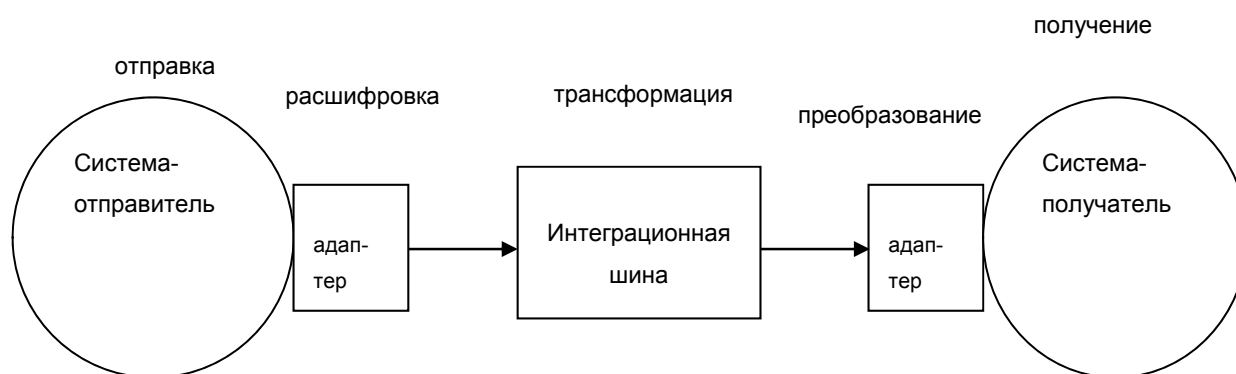 получение
отправка
расшифровка
трансформация
преобразование
Система-
отправитель
адап-
тер
Интеграционная
шина
адап-
тер
Система-
получатель